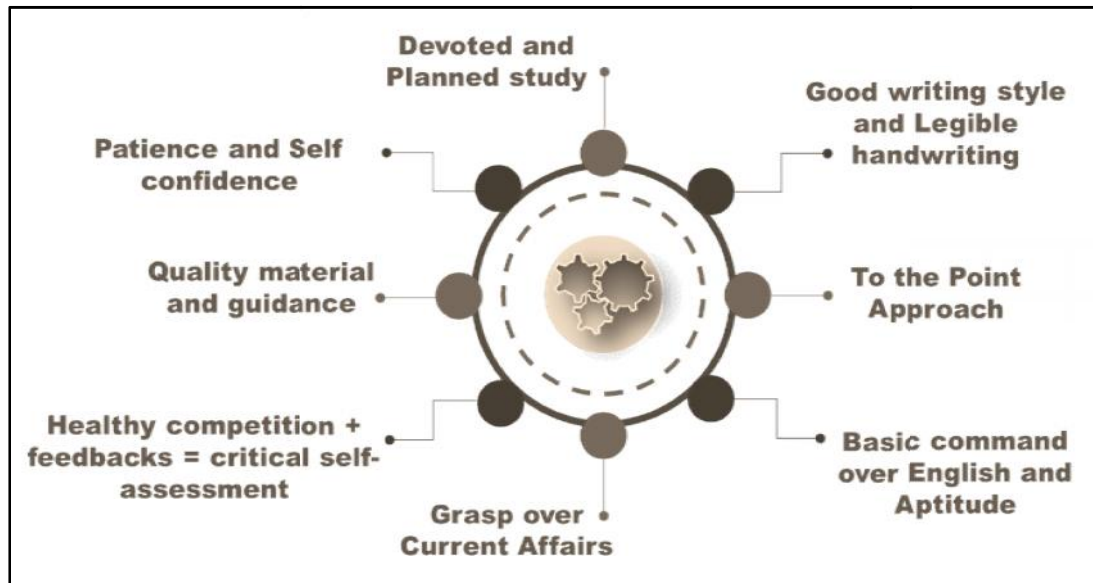 Devoted and
Planned study
Good writing style
and Legible
handwriting
To the Point
Approach
Basic command
over English and
Aptitude
Grasp over
Current Affairs
Healthy competition +
feedbacks = critical self-
assessment
Quality material
and guidance
Patience and Self
confidence